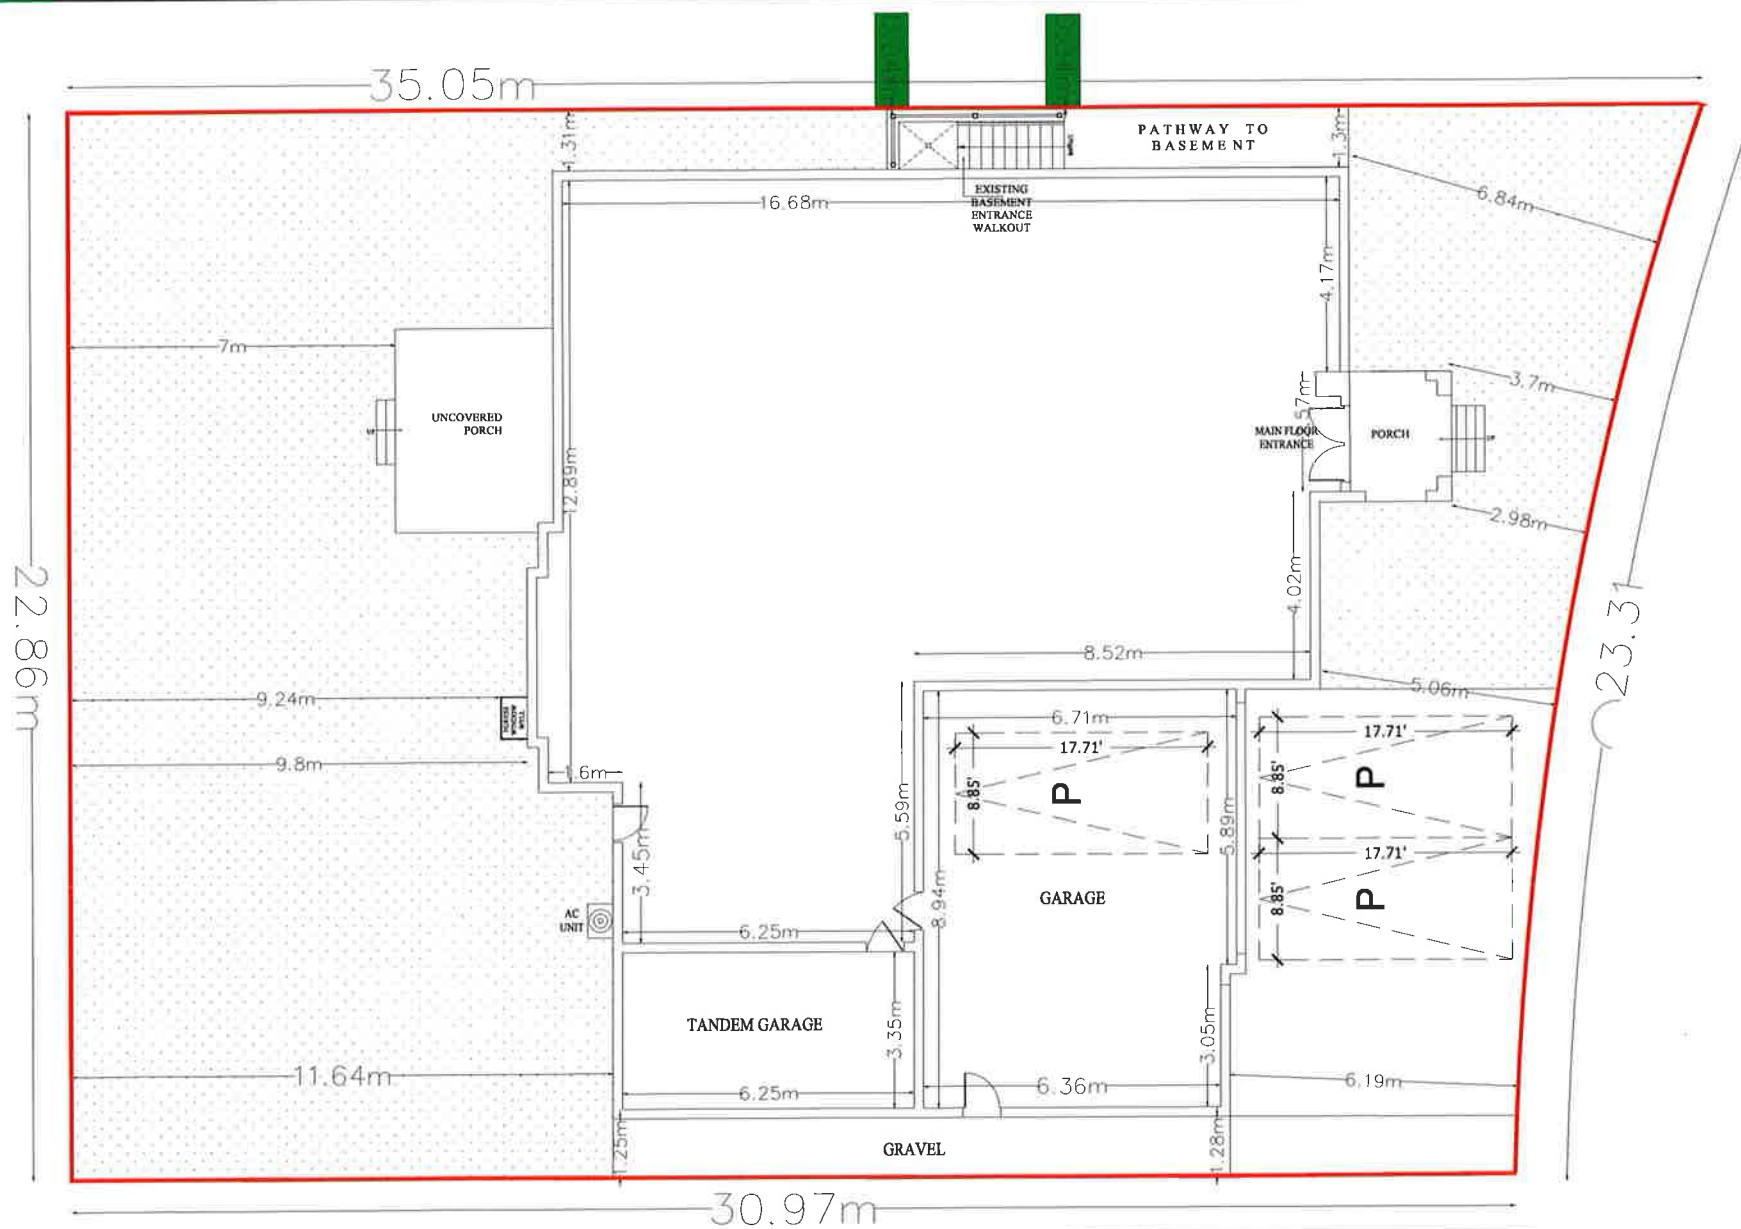 35.05m
1.31m
PATHWAY TO
BASEMENT
1.3m
EXISTING
BASEMENT
ENTRANCE
WALKOUT
16.68m
6.84m
4.17m
7m
3.7m
UNCOVERED
PORCH
UP
57m
MAIN FLOOR
ENTRANCE
PORCH
UP
12.89m
2.98m
4.02m
22.86m
23.31
8.52m
9.24m
5.06m
6.71m
17.71'
17.71'
9.8m
.6m
8.85'
P
8.85'
P
5.59m
5.89m
3.45m
17.71'
8.94m
GARAGE
8.85'
P
AC
UNIT
6.25m
TANDEM GARAGE
3.35m
3.05m
11.64m
6.25m
6.36m
6.19m
1.25m
GRAVEL
1.28m
30.97m